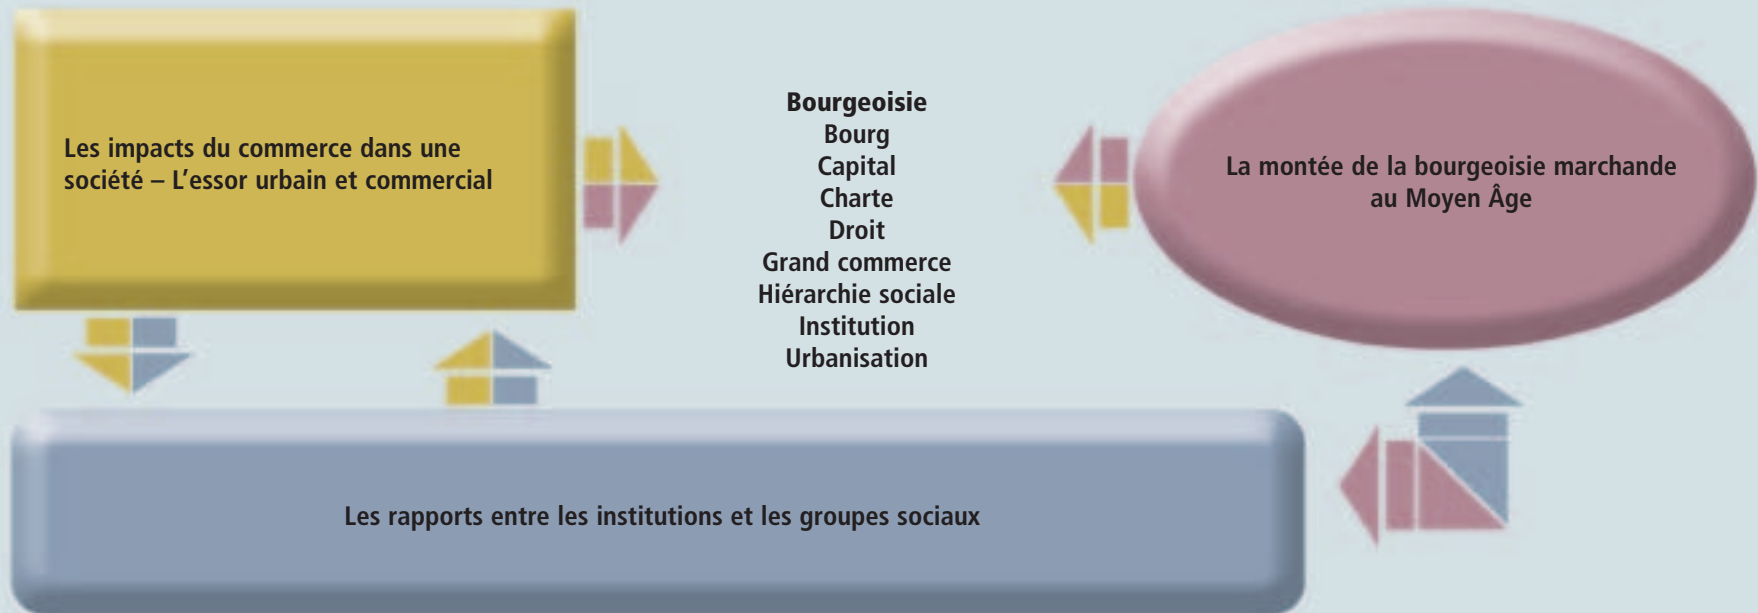 Les impacts du commerce dans une
société – L'essor urbain et commercial
Bourgeoisie
Bourg
Capital
Charte
Droit
Grand commerce
Hiérarchie sociale
Institution
Urbanisation
La montée de la bourgeoisie marchande
au Moyen Âge
Les rapports entre les institutions et les groupes sociaux